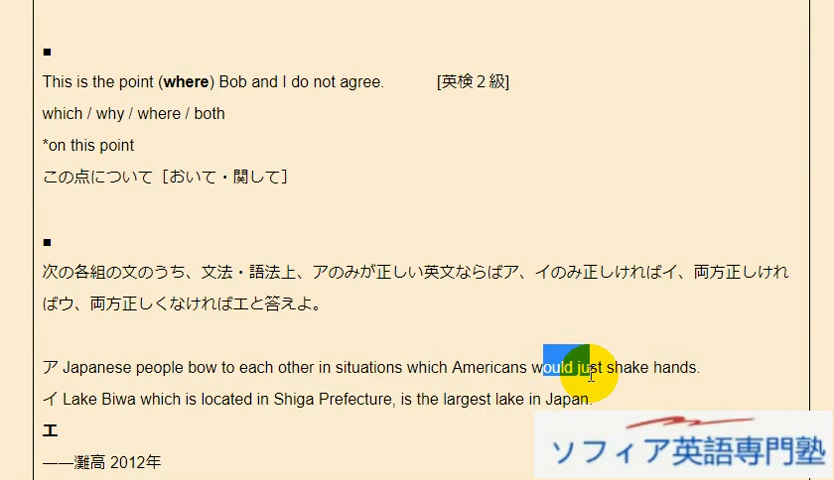 ■
This is the point (where) Bob and I do not agree. [英検２級]
which / why / where / both
*on this point
この点について［おいて・関して］
■
次の各組の文のうち、文法・語法上、アのみが正しい英文ならばア、イのみ正しければイ、両方正しけれ
ばウ、両方正しくなければエと答えよ。
ア Japanese people bow to each other in situations which Americans would just shake hands.
イ Lake Biwa which is located in Shiga Prefecture, is the largest lake in Japan.
エ
――灘高 2012年
ソフィア英語専門塾